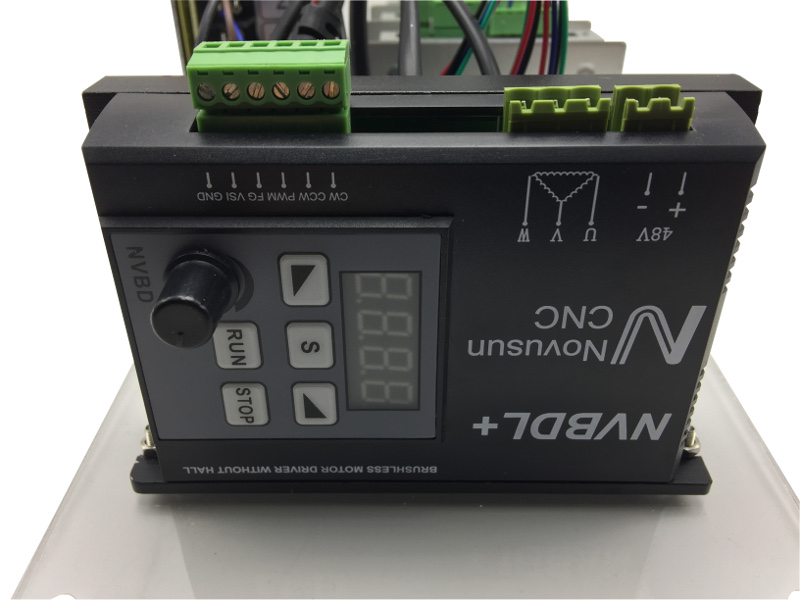 NVBDL+
BRUSHLESS MOTOR DRIVER WITHOUT HALL
Novusun
CNC
48V
+ -
U V W
CW CCW PWM FG VSI GND
NVBD
8.8.8.8
S
RUN
STOP